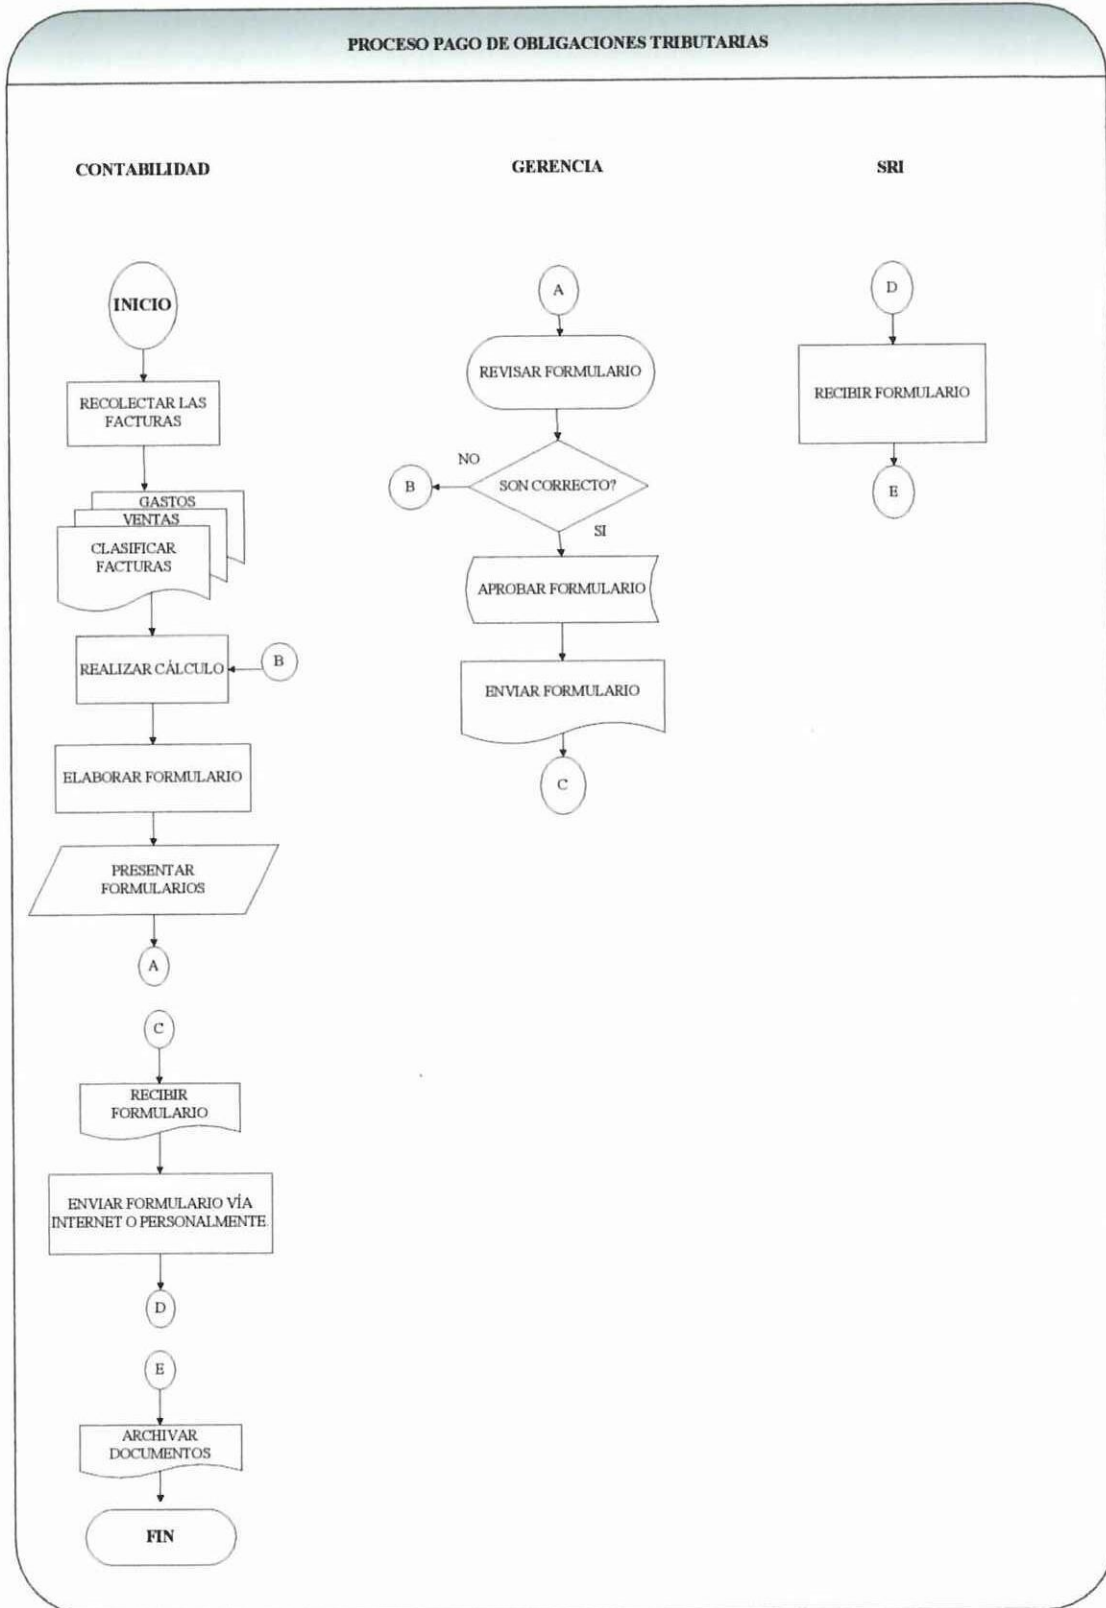 PROCESO PAGO DE OBLIGACIONES TRIBUTARIAS
CONTABILIDAD
INICIO
RECOLECTAR LAS
FACTURAS
GASTOS
VENTAS
CLASIFICAR
FACTURAS
REALIZAR CÁLCULO
B
ELABORAR FORMULARIO
PRESENTAR
FORMULARIOS
A
C
RECIBIR
FORMULARIO
ENVIAR FORMULARIO VÍA
INTERNET O PERSONALMENTE.
D
E
ARCHIVAR
DOCUMENTOS
FIN
GERENCIA
A
REVISAR FORMULARIO
SON CORRECTO?
NO
B
SI
APROBAR FORMULARIO
ENVIAR FORMULARIO
C
SRI
D
RECIBIR FORMULARIO
E